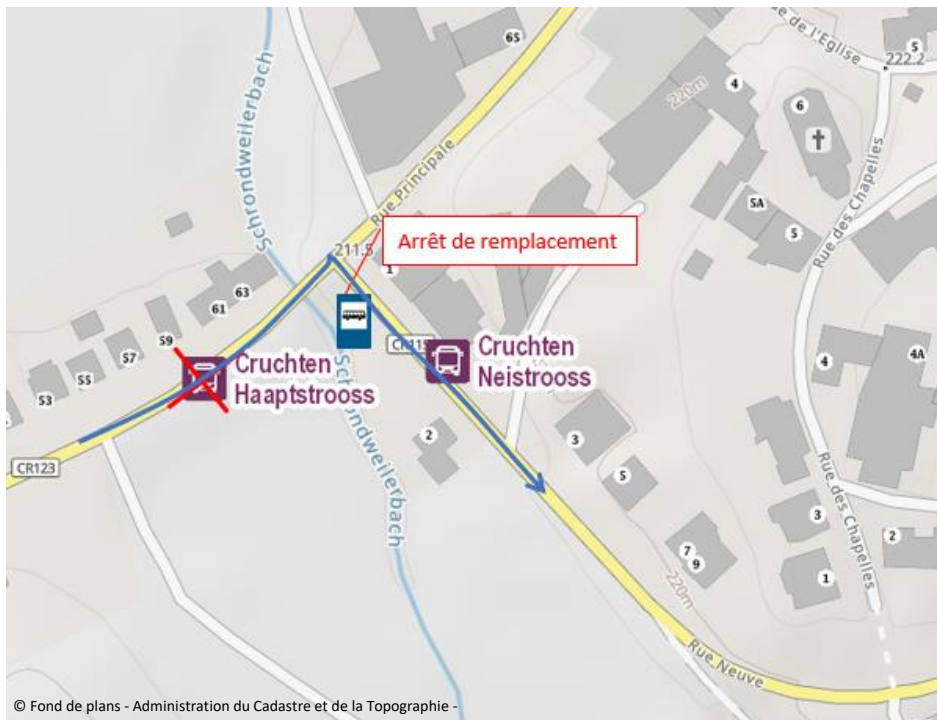 65
Rue de l'Eglise
5
222.2
4
220m
6
Schrondweilerbach
Rue Principale
5A
5
Rue des Chapelles
Arrêt de remplacement
211.5
1
63
61
59
57
55
53
Cruchten
Haaptstrooss
CR115
Cruchten
Neistrooss
4
4A
Schrondweilerbach
2
3
5
CR123
Rue des Chapelles
3
2
7
9
1
220m
Rue Neuve
© Fond de plans - Administration du Cadastre et de la Topographie -